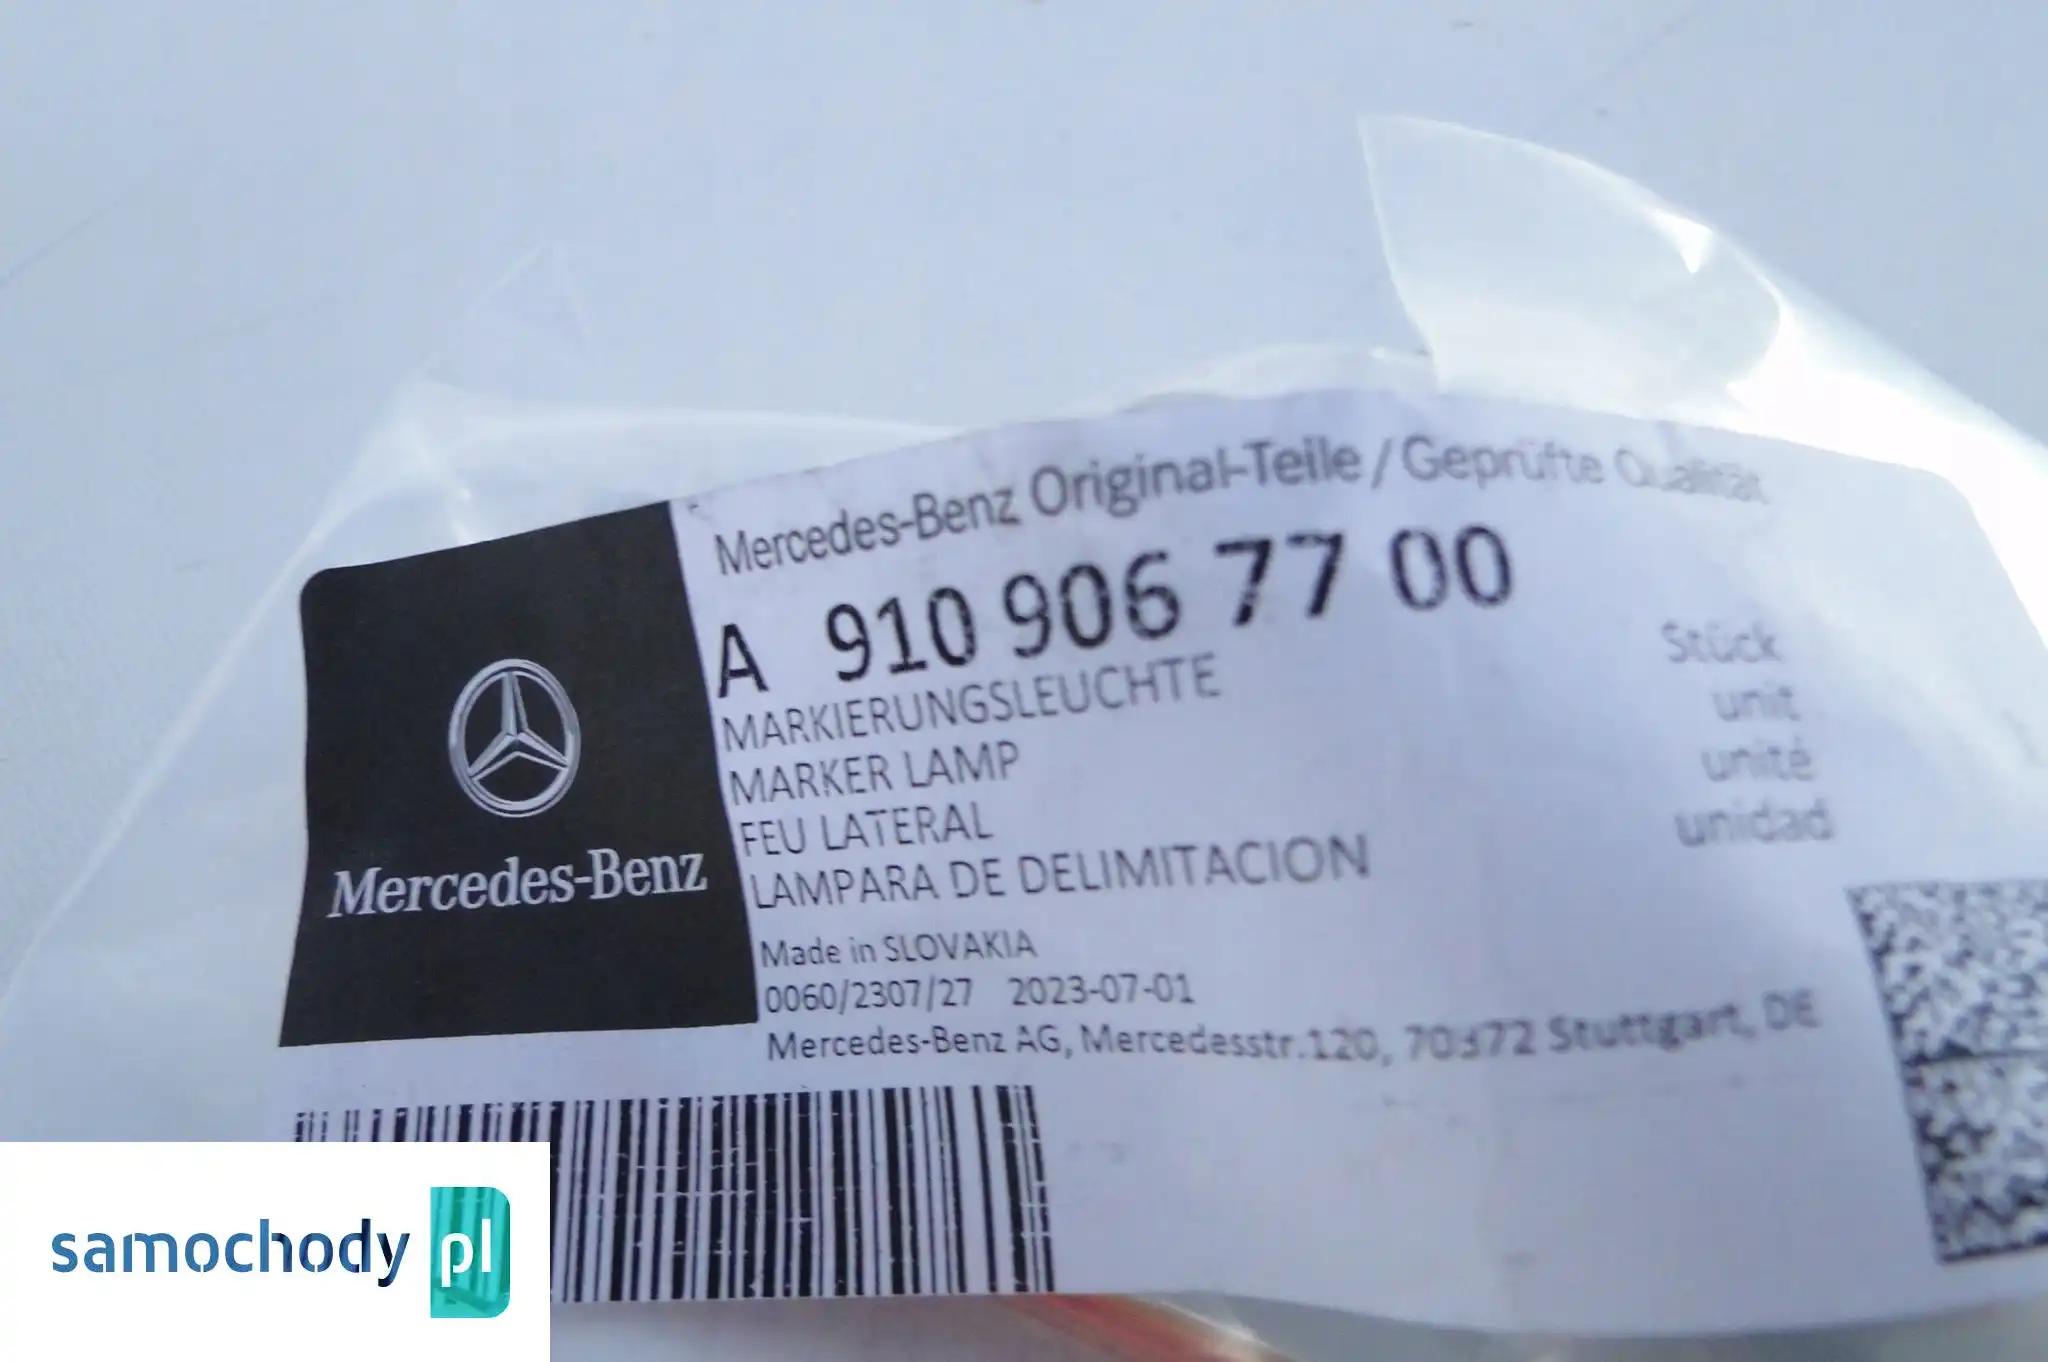 Mercedes-Benz Original-Teile / Geprüfte Qualität
A 910 906 77 00
MARKIERUNGSLEUCHTE
MARKER LAMP
FEU LATERAL
LAMPARA DE DELIMITACION
Stück
unit
unité
unidad
Made in SLOVAKIA
0060/2307/27 2023-07-01
Mercedes-Benz AG, Mercedesstr.120, 70372 Stuttgart, DE
Mercedes-Benz
samochody pl